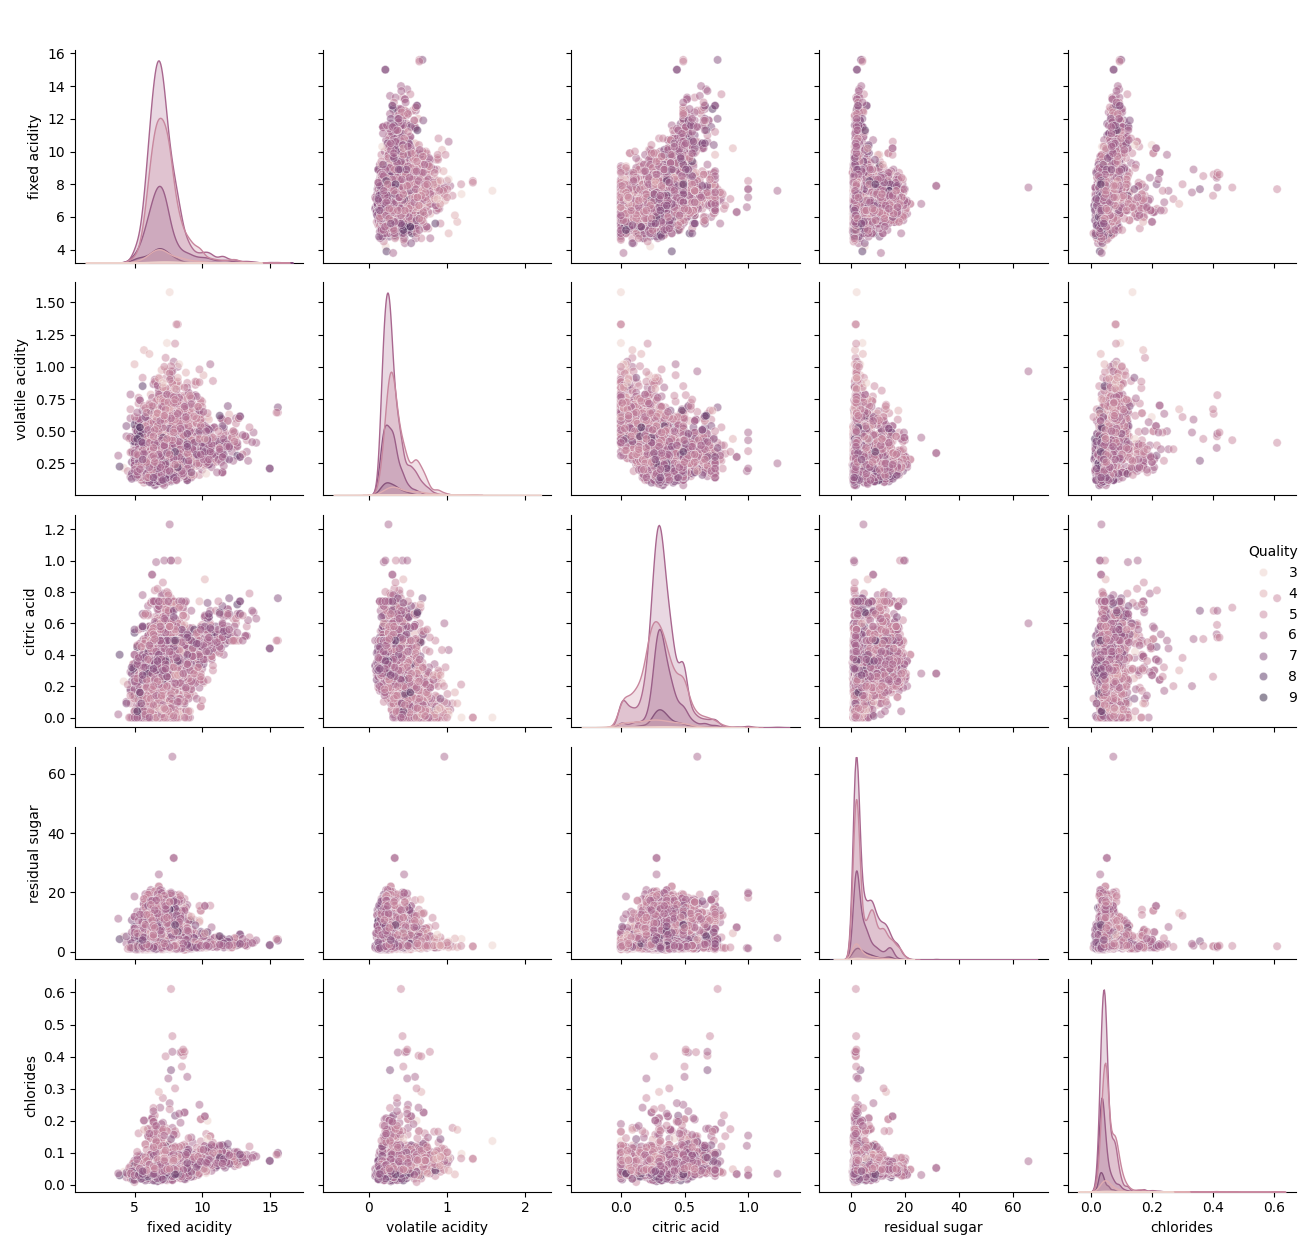 16
14
12
10
8
6
4
fixed acidity
1.50
1.25
1.00
0.75
0.50
0.25
volatile acidity
1.2
1.0
0.8
0.6
0.4
0.2
0.0
citric acid
Quality
3
4
5
6
7
8
9
60
40
20
0
residual sugar
0.6
0.5
0.4
0.3
0.2
0.1
0.0
chlorides
5 10 15
fixed acidity
0 1 2
volatile acidity
0.0 0.5 1.0
citric acid
0 20 40 60
residual sugar
0.0 0.2 0.4 0.6
chlorides